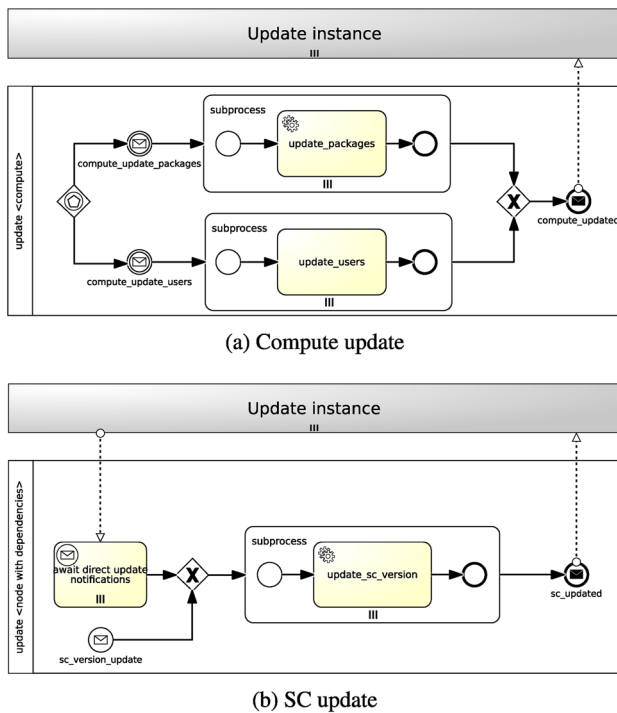 Update instance
update <compute>
subprocess
update_packages
compute_update_packages
compute_updated
subprocess
update_users
compute_update_users
(a) Compute update
Update instance
update <node with dependencies>
await direct update
notifications
subprocess
update_sc_version
sc_updated
sc_version_update
(b) SC update